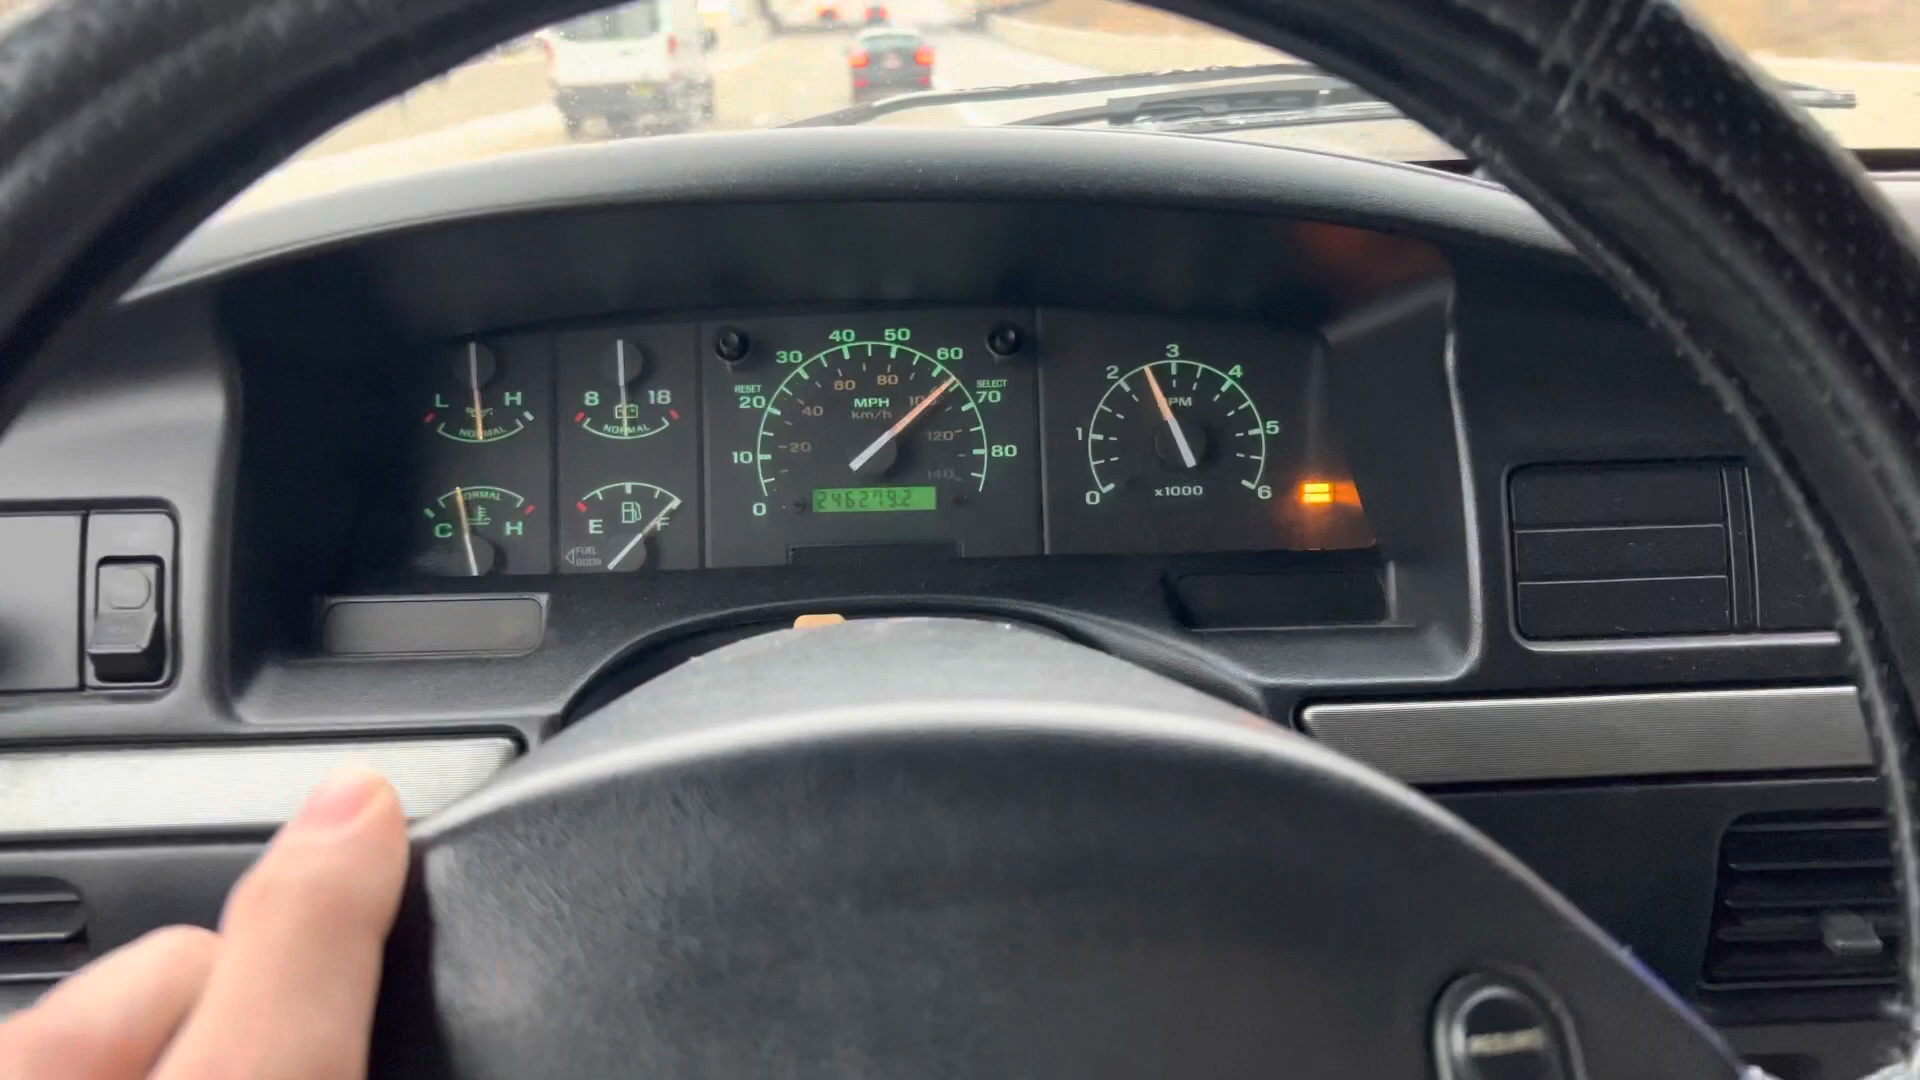 L H
NORMAL
8 18
NORMAL
NORMAL
C H
E F
FUEL
DOOR
RESET
SELECT
0 10 20 30 40 50 60 70 80
20 40 60 80 120 140
MPH
km/h
246279.2
0 1 2 3 4 5 6
RPM
x1000